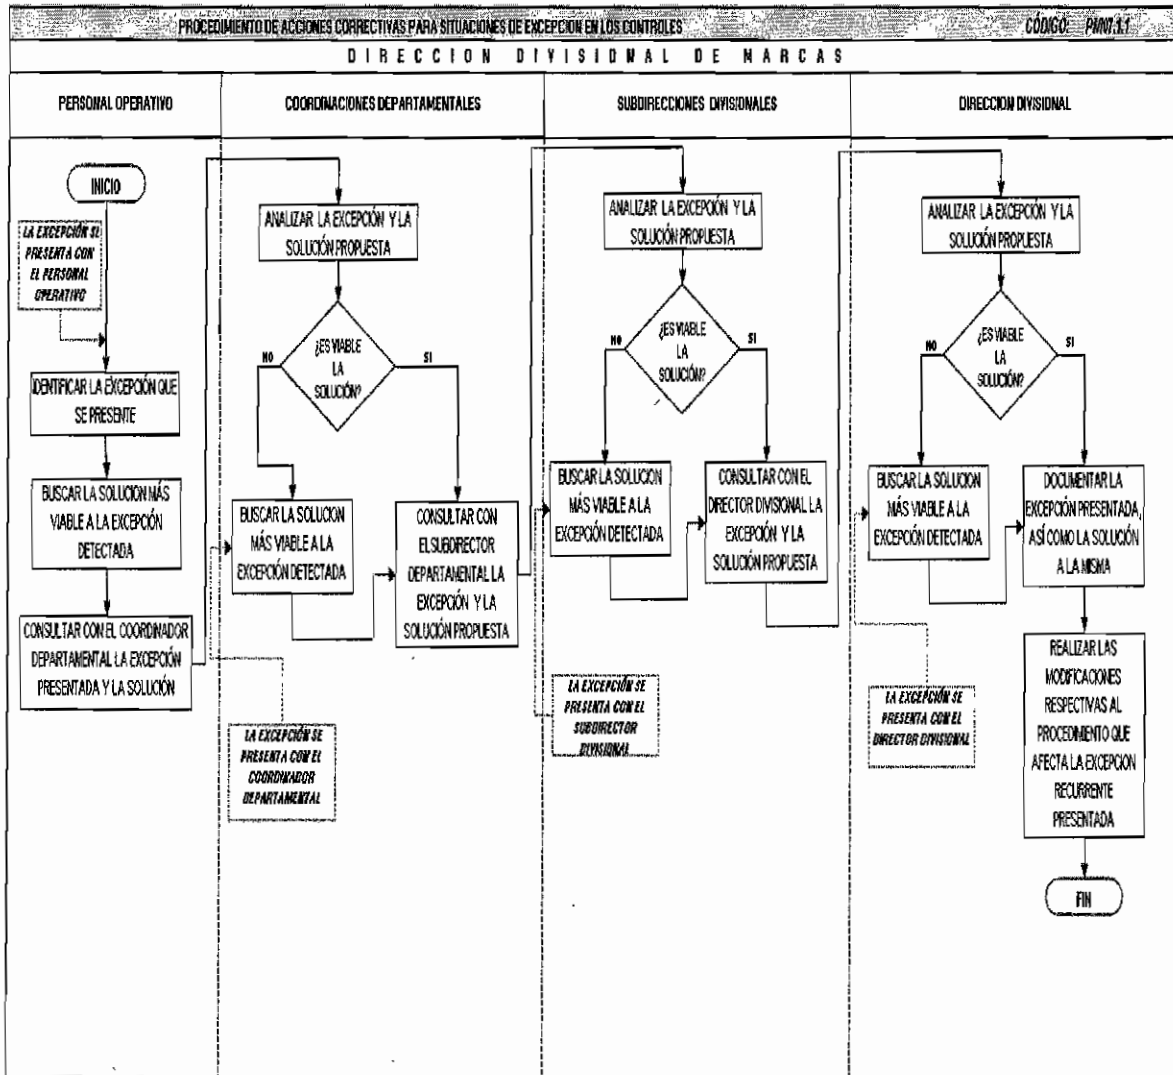 PROCEDIMIENTO DE ACCIONES CORRECTIVAS PARA SITUACIONES DE EXCEPCIÓN EN LOS CONTROLES
CÓDIGO:
DIRECCION DIVISIONAL DE MARCAS
PERSONAL OPERATIVO
COORDINACIONES DEPARTAMENTALES
SUBDIRECCIONES DIVISIONALES
DIRECCION DIVISIONAL
INICIO
LA EXCEPCIÓN SE
PRESENTA CON
EL PERSONAL
OPERATIVO
IDENTIFICAR LA EXCEPCIÓN QUE
SE PRESENTE
BUSCAR LA SOLUCION MÁS
VIABLE A LA EXCEPCIÓN
DETECTADA
CONSULTAR CON EL COORDINADOR
DEPARTAMENTAL LA EXCEPCIÓN
PRESENTADA Y LA SOLUCIÓN
ANALIZAR LA EXCEPCIÓN Y LA
SOLUCIÓN PROPUESTA
¿ES VIABLE
LA
SOLUCIÓN?
NO
SI
BUSCAR LA SOLUCION
MÁS VIABLE A LA
EXCEPCIÓN DETECTADA
CONSULTAR CON
EL SUBDIRECTOR
DEPARTAMENTAL LA
EXCEPCIÓN Y LA
SOLUCIÓN PROPUESTA
LA EXCEPCIÓN SE
PRESENTA CON EL
COORDINADOR
DEPARTAMENTAL
ANALIZAR LA EXCEPCIÓN Y LA
SOLUCIÓN PROPUESTA
¿ES VIABLE
LA
SOLUCIÓN?
NO
SI
BUSCAR LA SOLUCION
MÁS VIABLE A LA
EXCEPCIÓN DETECTADA
CONSULTAR CON EL
DIRECTOR DIVISIONAL LA
EXCEPCIÓN Y LA
SOLUCIÓN PROPUESTA
LA EXCEPCIÓN SE
PRESENTA CON EL
SUBDIRECTOR
DIVISIONAL
ANALIZAR LA EXCEPCIÓN Y LA
SOLUCIÓN PROPUESTA
¿ES VIABLE
LA
SOLUCIÓN?
NO
SI
BUSCAR LA SOLUCION
MÁS VIABLE A LA
EXCEPCIÓN DETECTADA
DOCUMENTAR LA
EXCEPCIÓN PRESENTADA,
ASÍ COMO LA SOLUCIÓN
A LA MISMA
LA EXCEPCIÓN SE
PRESENTA CON EL
DIRECTOR DIVISIONAL
REALIZAR LAS
MODIFICACIONES
RESPECTIVAS AL
PROCEDIMIENTO QUE
AFECTA LA EXCEPCION
RECURRENTE
PRESENTADA
FIN